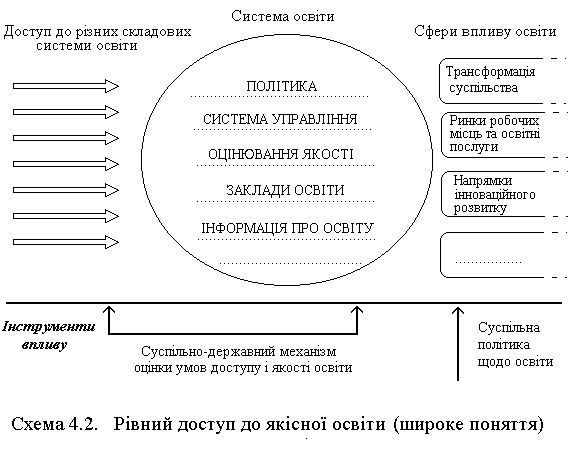 Доступ до різних складових
системи освіти
Система освіти
Сфери впливу освіти
ПОЛІТИКА
СИСТЕМА УПРАВЛІННЯ
ОЦІНЮВАННЯ ЯКОСТІ
ЗАКЛАДИ ОСВІТИ
ІНФОРМАЦІЯ ПРО ОСВІТУ
Трансформація
суспільства
Ринки робочих
місць та освітні
послуги
Напрямки
інноваційного
розвитку
................
Інструменти
впливу
Суспільно-державний механізм
оцінки умов доступу і якості освіти
Суспільна
політика
щодо освіти
Схема 4.2. Рівний доступ до якісної освіти (широке поняття)